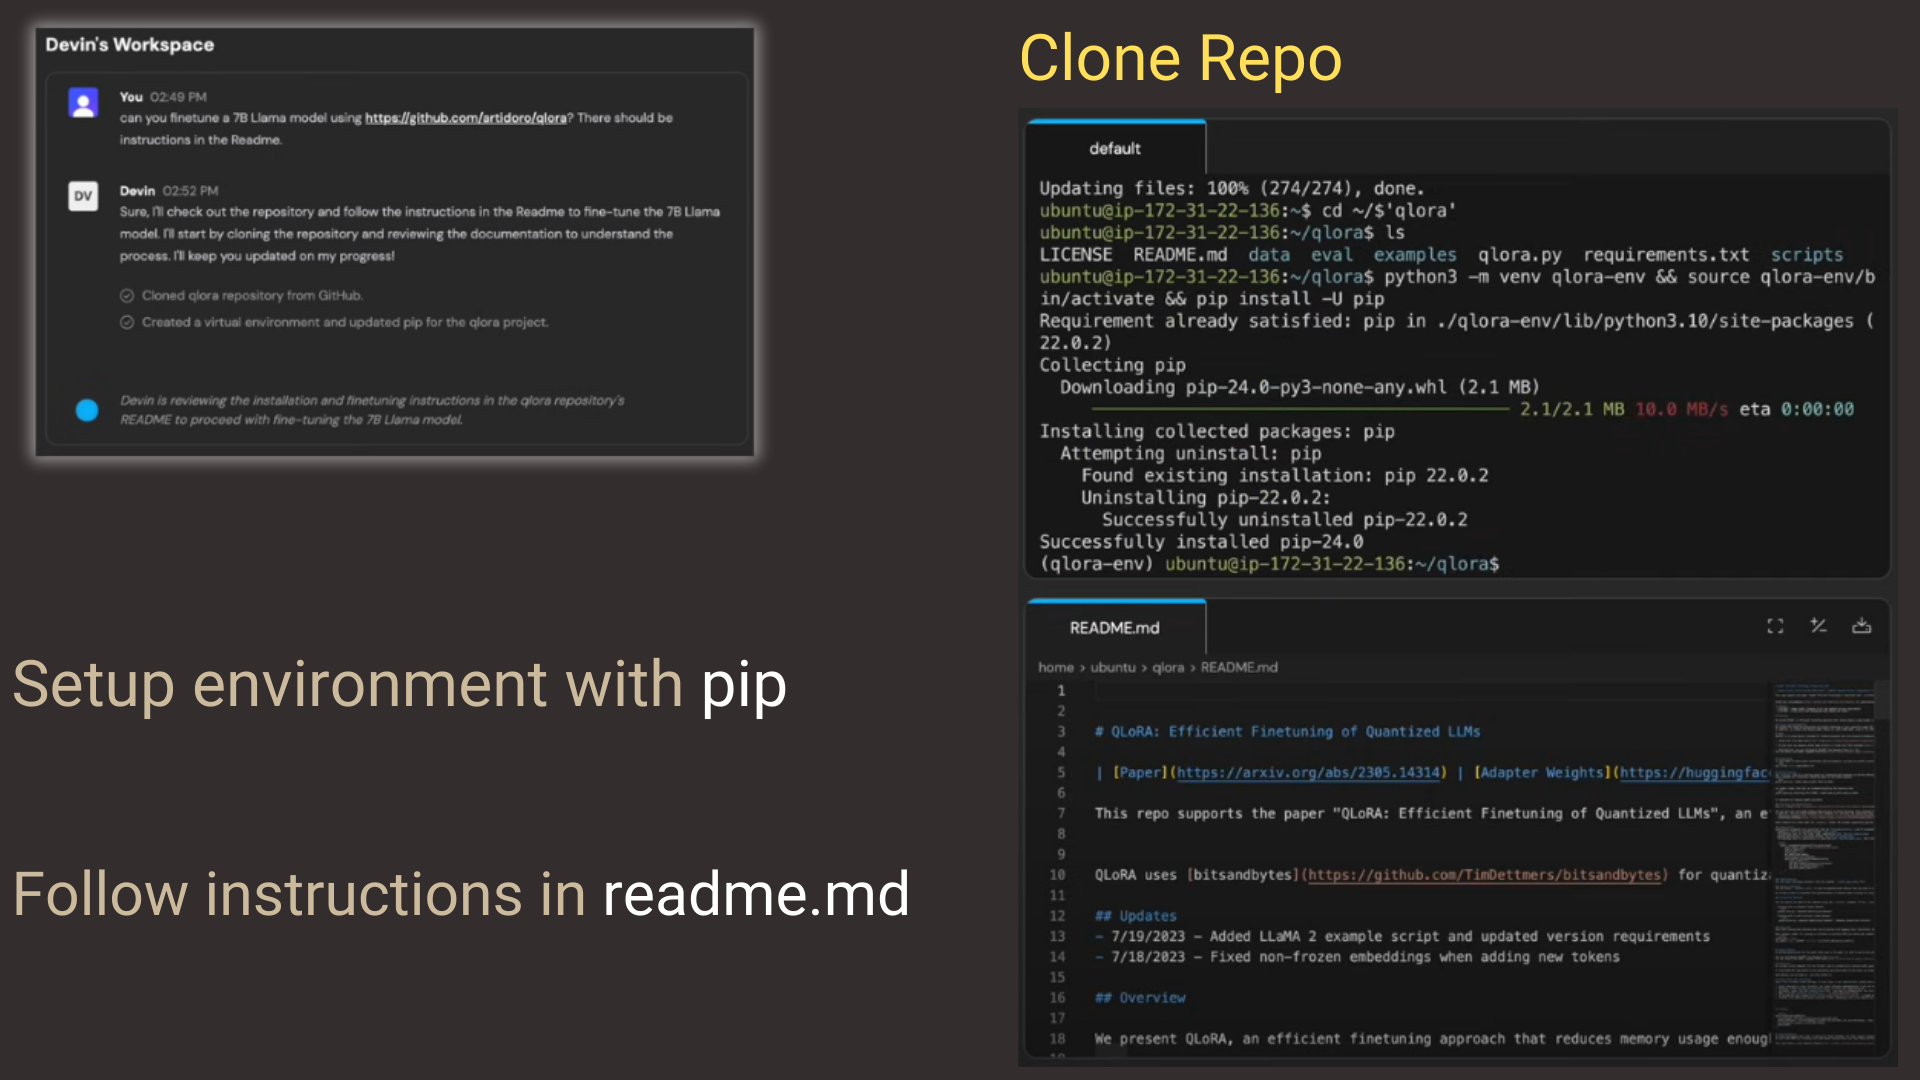 Devin's Workspace
You 02:49 PM
can you finetune a 7B Llama model using https://github.com/artidoro/qlora? There should be
instructions in the Readme.
DV
Devin 02:52 PM
Sure, I'll check out the repository and follow the instructions in the Readme to fine-tune the 7B Llama
model. I'll start by cloning the repository and reviewing the documentation to understand the
process. I'll keep you updated on my progress!
Cloned qlora repository from GitHub.
Created a virtual environment and updated pip for the qlora project.
Devin is reviewing the installation and finetuning instructions in the qlora repository's
README to proceed with fine-tuning the 7B Llama model.
Setup environment with pip
Follow instructions in readme.md
Clone Repo
default
Updating files: 100% (274/274), done.
ubuntu@ip-172-31-22-136:~$ cd ~/$'qlora'
ubuntu@ip-172-31-22-136:~/qlora$ ls
LICENSE README.md data eval examples qlora.py requirements.txt scripts
ubuntu@ip-172-31-22-136:~/qlora$ python3 -m venv qlora-env && source qlora-env/b
in/activate && pip install -U pip
Requirement already satisfied: pip in ./qlora-env/lib/python3.10/site-packages (
22.0.2)
Collecting pip
Downloading pip-24.0-py3-none-any.whl (2.1 MB)
2.1/2.1 MB 10.0 MB/s eta 0:00:00
Installing collected packages: pip
Attempting uninstall: pip
Found existing installation: pip 22.0.2
Uninstalling pip-22.0.2:
Successfully uninstalled pip-22.0.2
Successfully installed pip-24.0
(qlora-env) ubuntu@ip-172-31-22-136:~/qlora$
README.md
home > ubuntu > qlora > README.md
1
2
3 # QLoRA: Efficient Finetuning of Quantized LLMs
4
5 | [Paper](https://arxiv.org/abs/2305.14314) | [Adapter Weights](https://huggingfac
6
7 This repo supports the paper "QLoRA: Efficient Finetuning of Quantized LLMs", an e
8
9
10 QLoRA uses [bitsandbytes](https://github.com/TimDettmers/bitsandbytes) for quantiz
11
12 ## Updates
13 - 7/19/2023 - Added LLaMA 2 example script and updated version requirements
14 - 7/18/2023 - Fixed non-frozen embeddings when adding new tokens
15
16 ## Overview
17
18 We present QLoRA, an efficient finetuning approach that reduces memory usage enoug